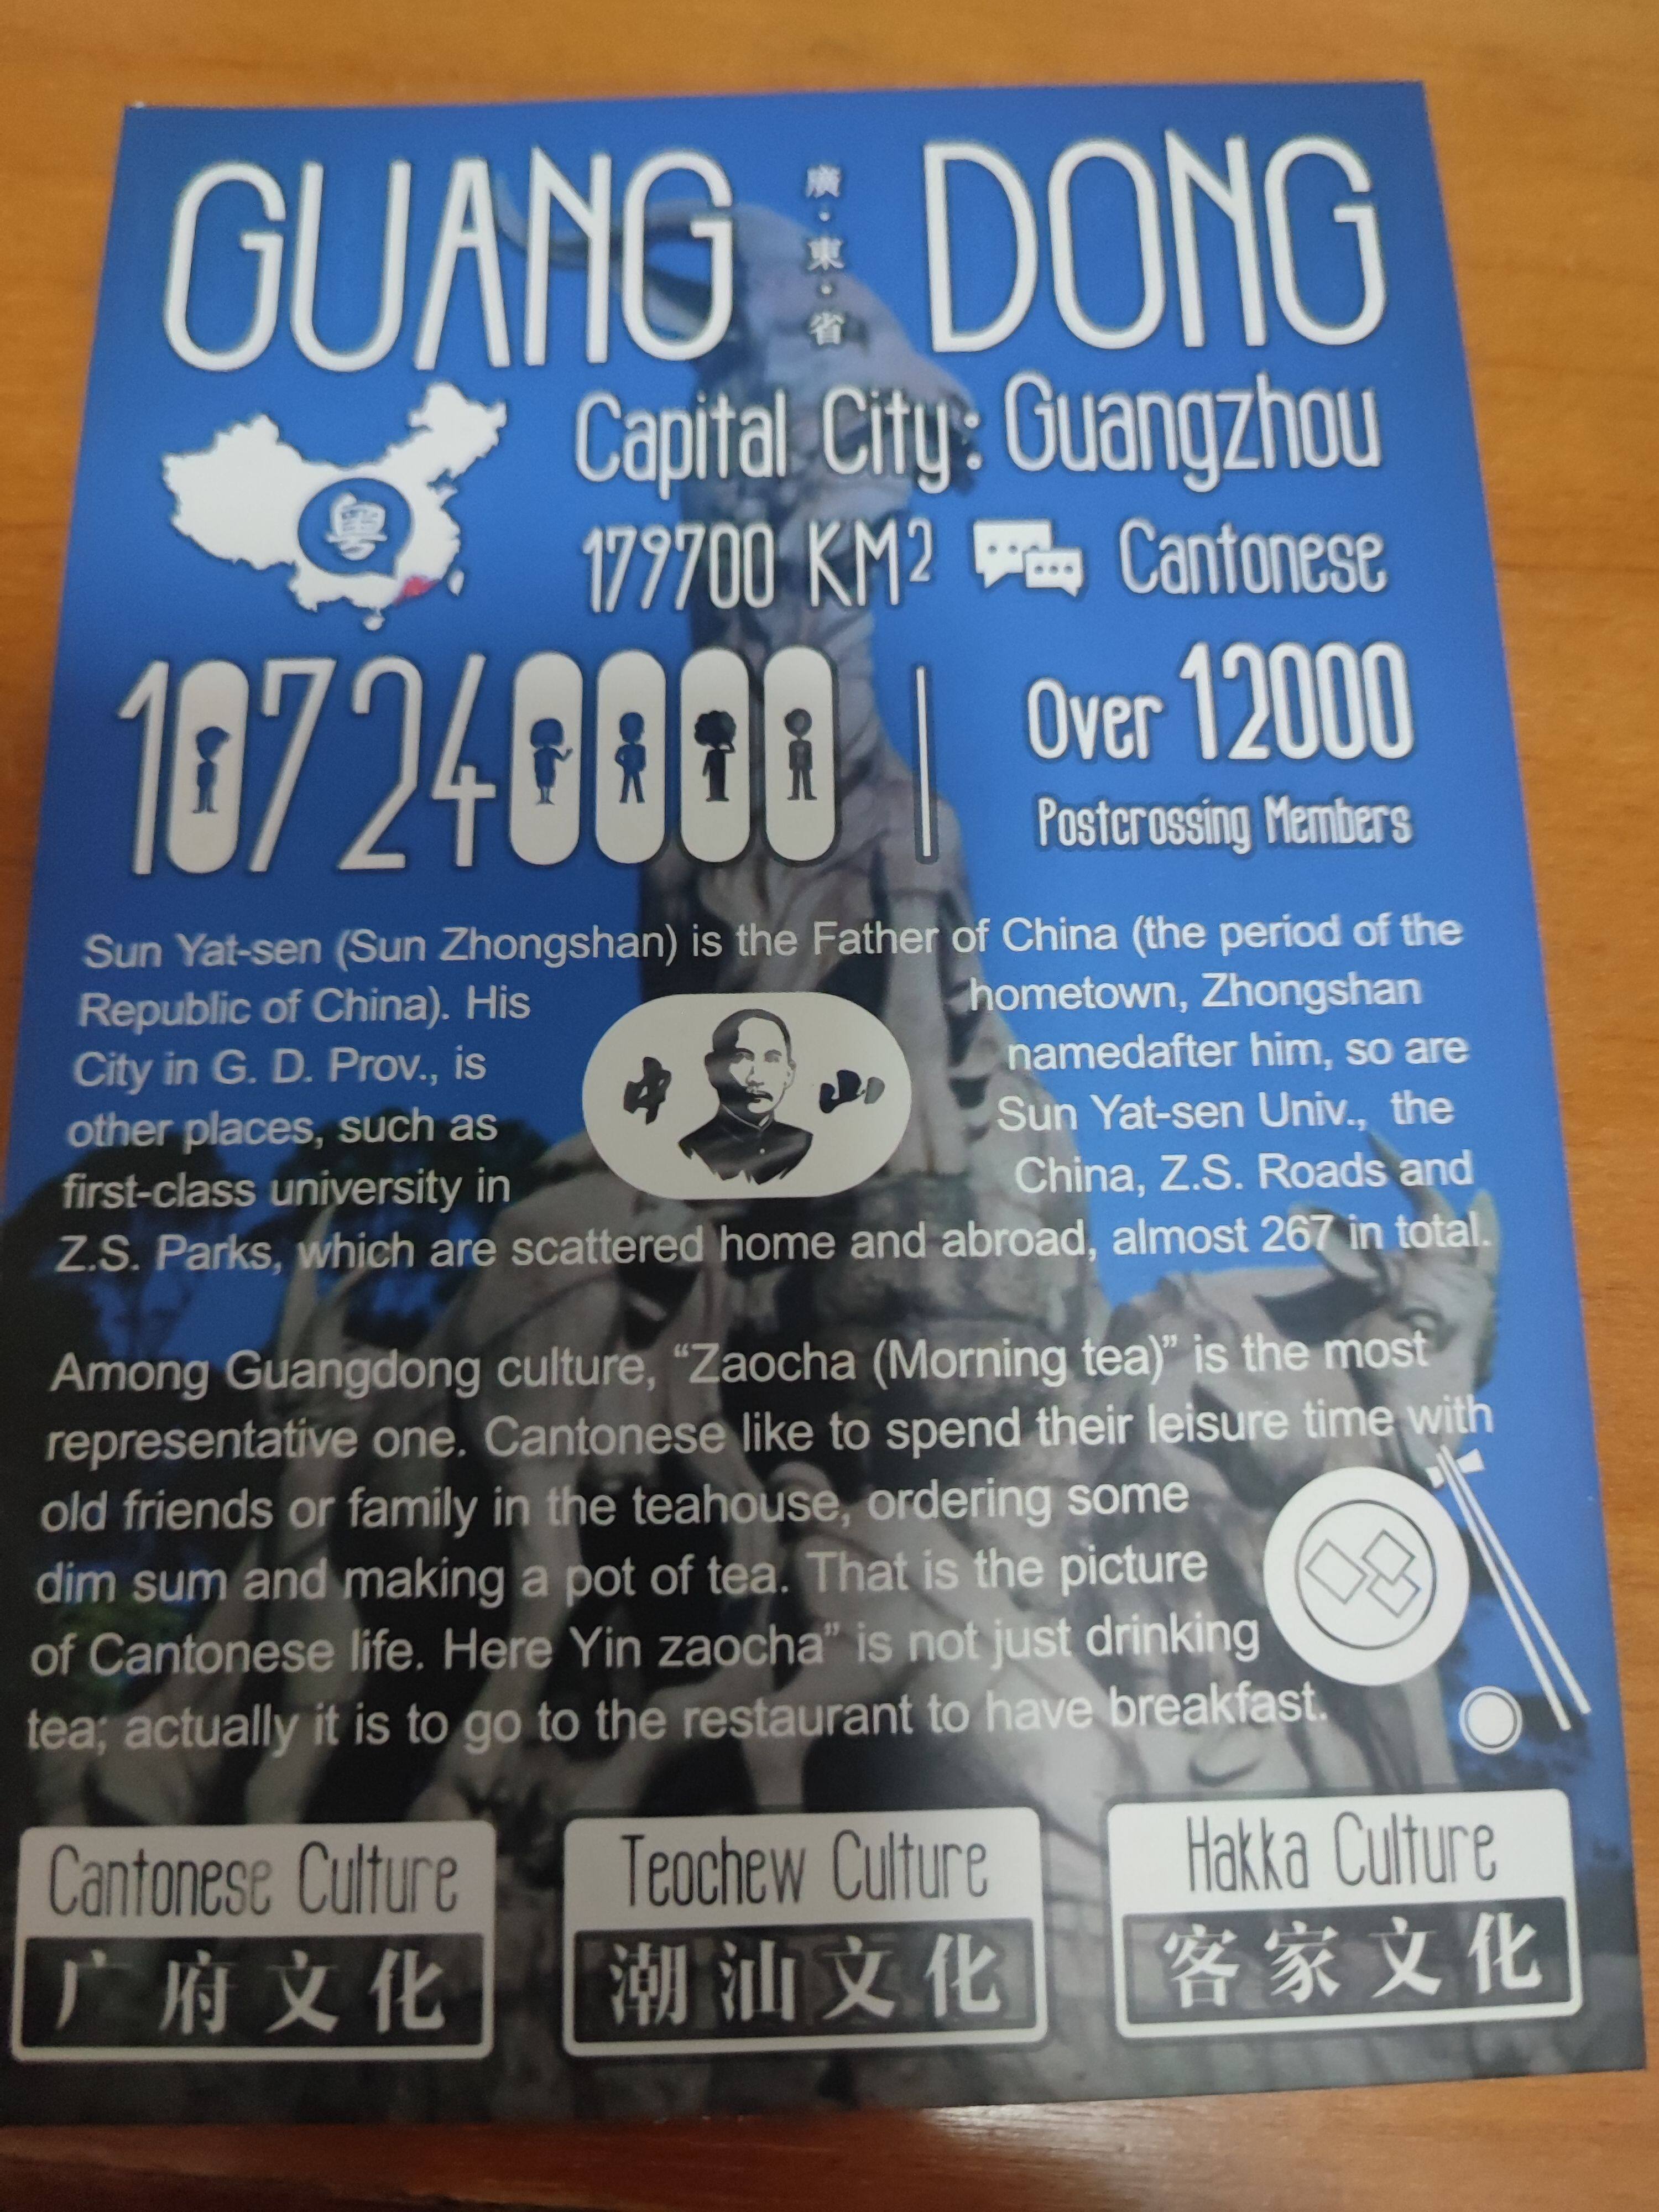 GUANG 廣·東·省 DONG
粤
Capital City: Guangzhou
179700 KM² Cantonese
107240000 | Over 12000
Postcrossing Members
Sun Yat-sen (Sun Zhongshan) is the Father of China (the period of the
Republic of China). His hometown, Zhongshan
City in G. D. Prov., is namedafter him, so are
other places, such as Sun Yat-sen Univ., the
first-class university in China, Z.S. Roads and
Z.S. Parks, which are scattered home and abroad, almost 267 in total.
中山
Among Guangdong culture, “Zaocha (Morning tea)” is the most
representative one. Cantonese like to spend their leisure time with
old friends or family in the teahouse, ordering some
dim sum and making a pot of tea. That is the picture
of Cantonese life. Here Yin zaocha” is not just drinking
tea; actually it is to go to the restaurant to have breakfast.
Cantonese Culture
广府文化
Teochew Culture
潮汕文化
Hakka Culture
客家文化